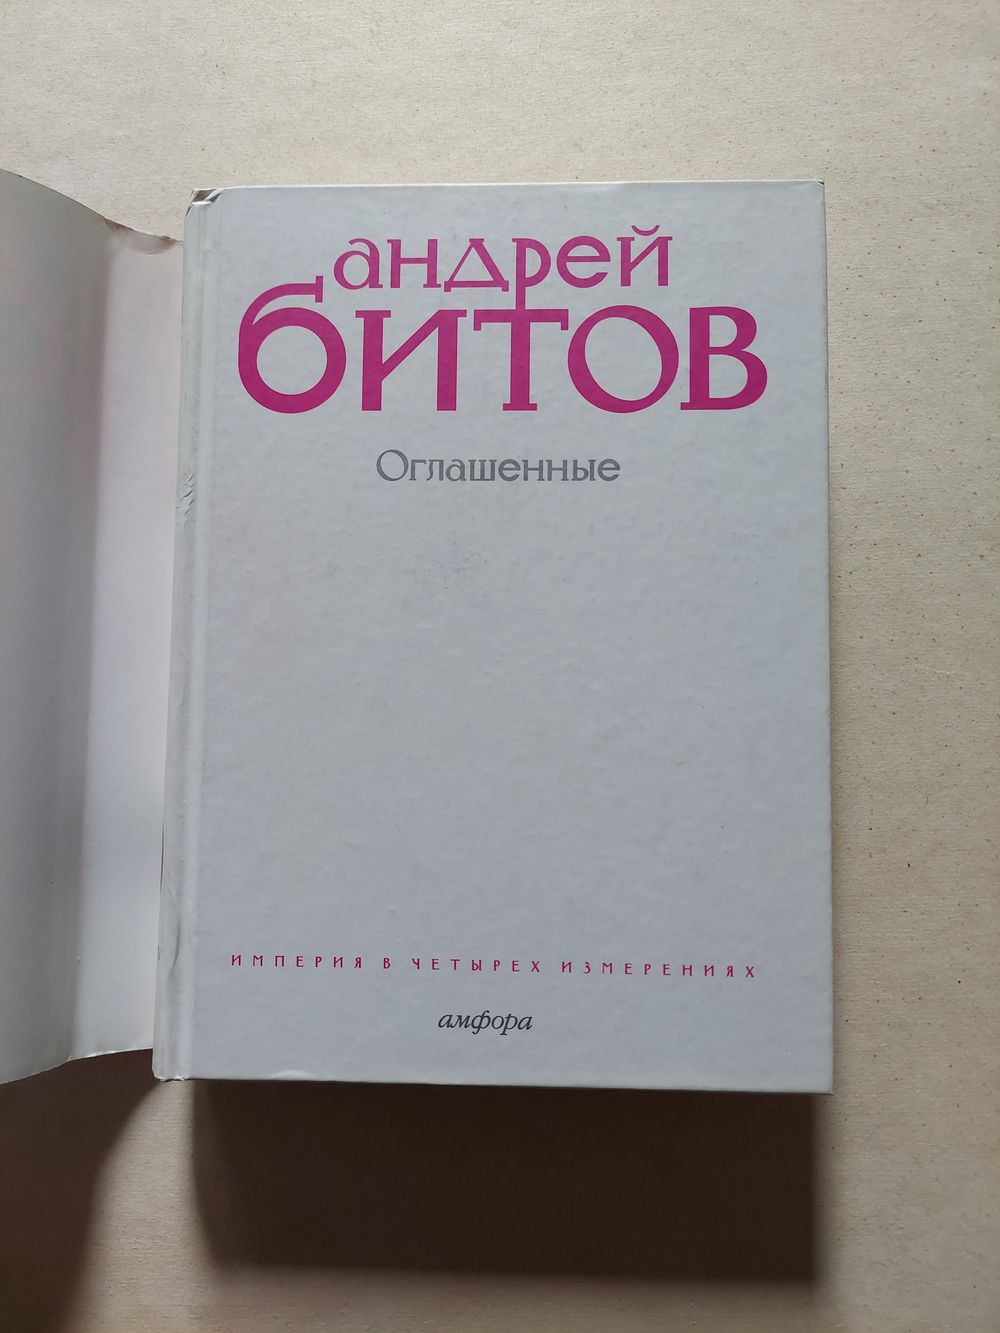 андрей
битов
Оглашенные
ИМПЕРИЯ В ЧЕТЫРЕХ ИЗМЕРЕНИЯХ
амфора